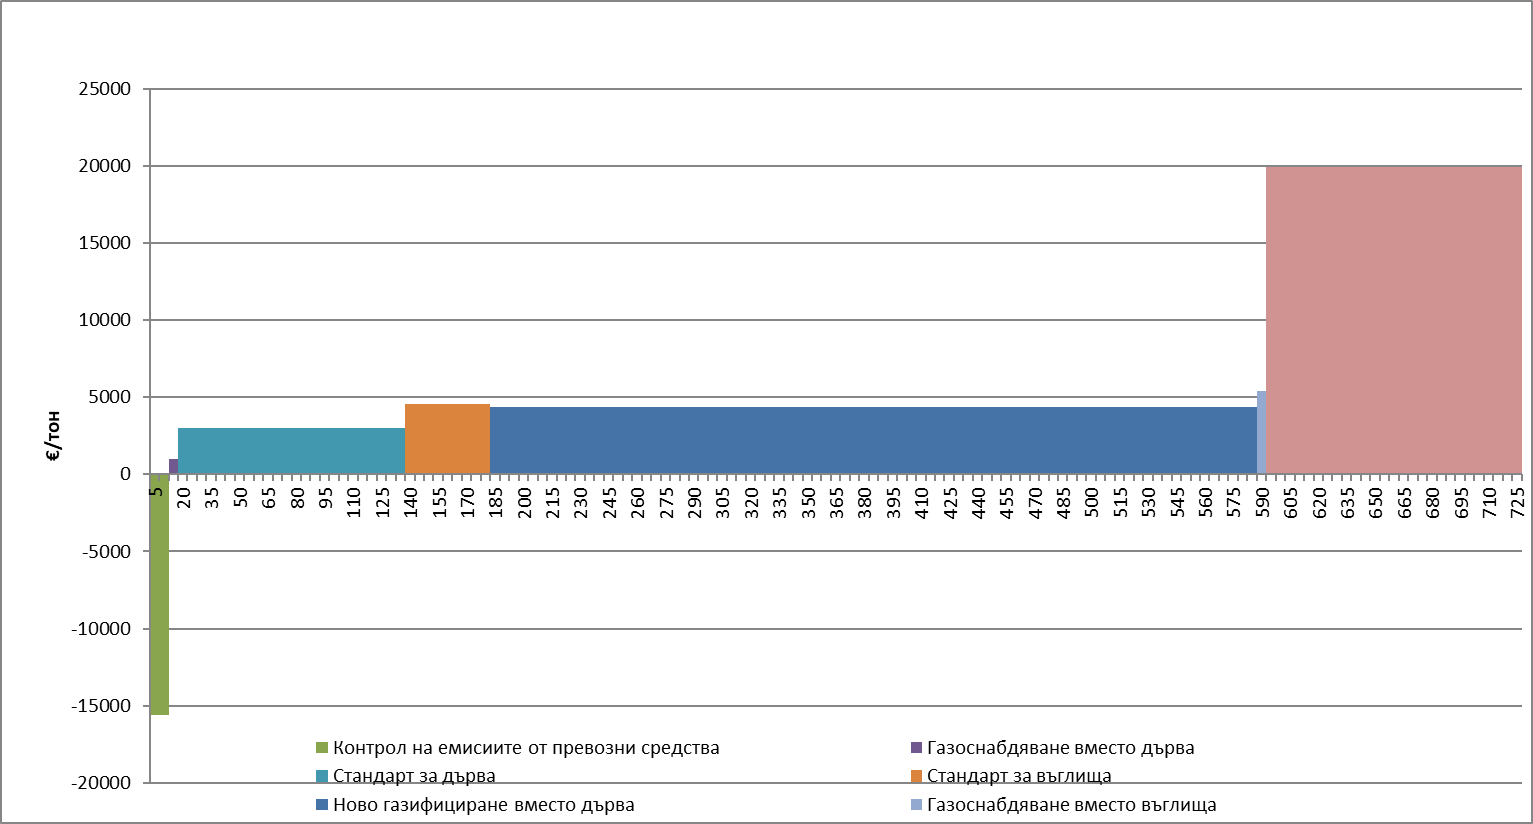 25000
20000
15000
10000
5000
0
-5000
-10000
-15000
-20000
€/тон
5 20 35 50 65 80 95 110 125 140 155 170 185 200 215 230 245 260 275 290 305 320 335 350 365 380 395 410 425 440 455 470 485 500 515 530 545 560 575 590 605 620 635 650 665 680 695 710 725
Контрол на емисиите от превозни средства
Газоснабдяване вместо дърва
Стандарт за дърва
Стандарт за въглища
Ново газифициране вместо дърва
Газоснабдяване вместо въглища